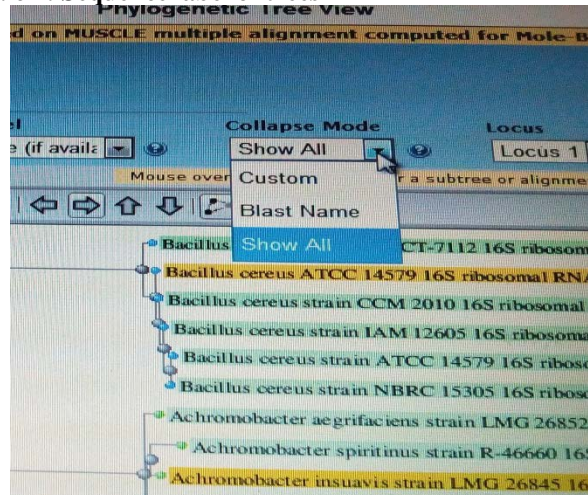 Phylogenetic Tree View
d on MUSCLE multiple alignment computed for Mole-B
Collapse Mode
Locus
(if availa
Show All
Locus 1
Mouse over
r a subtree or alignme
Custom
Blast Name
Show All
Bacillus
CT-7112 16S ribosom
Bacillus cereus ATCC 14579 16S ribosomal RN
Bacillus cereus strain CCM 2010 16S ribosomal
Bacillus cereus strain IAM 12605 16S ribosoma
Bacillus cereus strain ATCC 14579 16S riboso
Bacillus cereus strain NBRC 15305 16S riboso
Achromobacter aegrifaciens strain LMG 26852
Achromobacter spiritinus strain R-46660 16S
Achromobacter insuavis strain LMG 26845 16